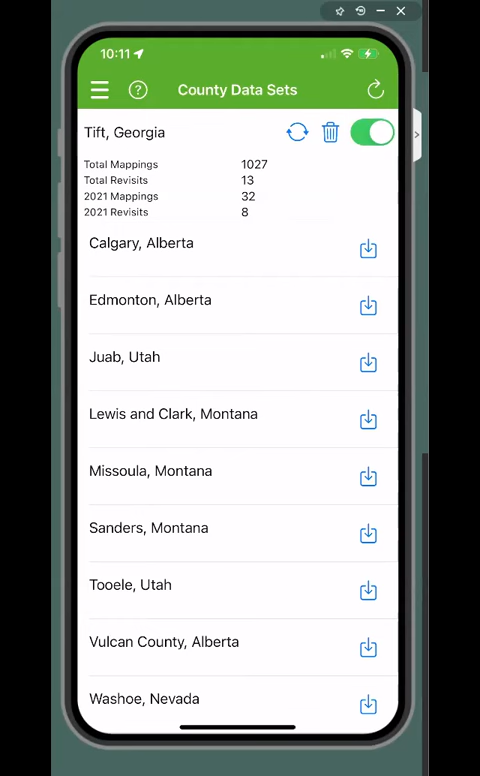 10:11
County Data Sets
Tift, Georgia
Total Mappings 1027
Total Revisits 13
2021 Mappings 32
2021 Revisits 8
Calgary, Alberta
Edmonton, Alberta
Juab, Utah
Lewis and Clark, Montana
Missoula, Montana
Sanders, Montana
Tooele, Utah
Vulcan County, Alberta
Washoe, Nevada